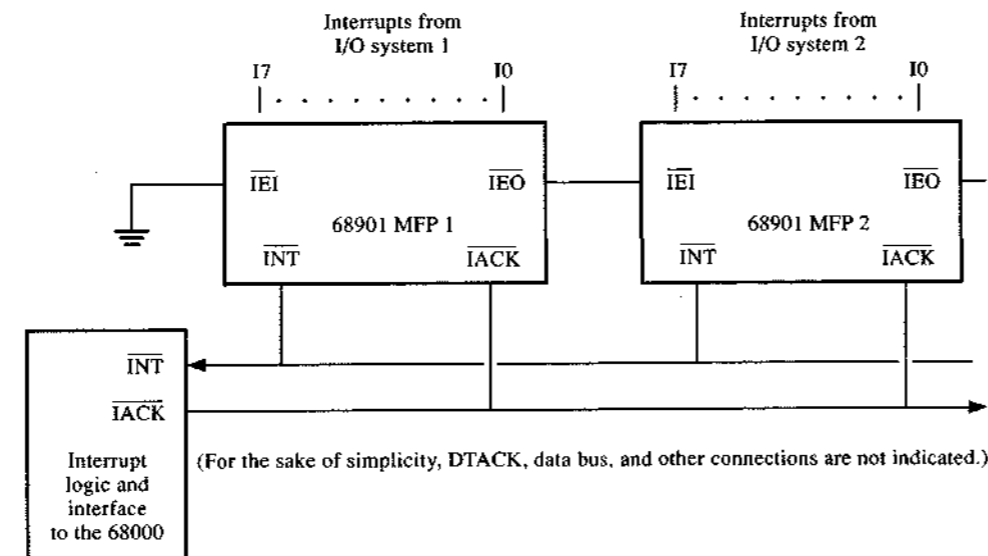 Interrupts from
I/O system 1
Interrupts from
I/O system 2
I7 I0
I7 I0
IEI IEO
68901 MFP 1
INT IACK
IEI IEO
68901 MFP 2
INT IACK
INT
IACK
Interrupt
logic and
interface
to the 68000
(For the sake of simplicity, DTACK, data bus, and other connections are not indicated.)